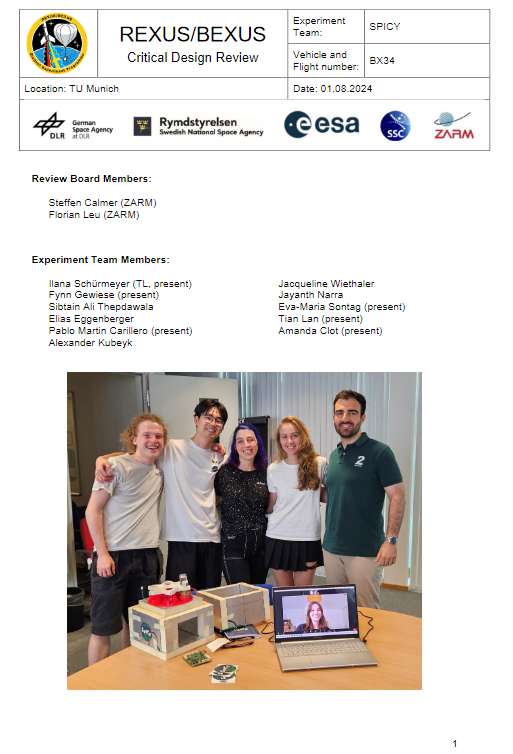 REXUS/BEXUS
Critical Design Review
Experiment Team:
SPICY
Vehicle and Flight number:
BX34
Location: TU Munich
Date: 01.08.2024
DLR
German Space Agency at DLR
Rymdstyrelsen
Swedish National Space Agency
esa
SSC
ZARM
Review Board Members:
Steffen Calmer (ZARM)
Florian Leu (ZARM)
Experiment Team Members:
Ilana Schürmeyer (TL, present)
Fynn Gewiese (present)
Sibtain Ali Thepdawala
Elias Eggenberger
Pablo Martin Carillero (present)
Alexander Kubeyk
Jacqueline Wiethaler
Jayanth Narra
Eva-Maria Sontag (present)
Tian Lan (present)
Amanda Clot (present)
2
1